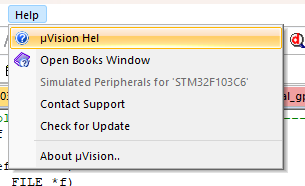 Help
µVision Hel
Open Books Window
Simulated Peripherals for 'STM32F103C6'
Contact Support
Check for Update
About µVision..
FILE *f)